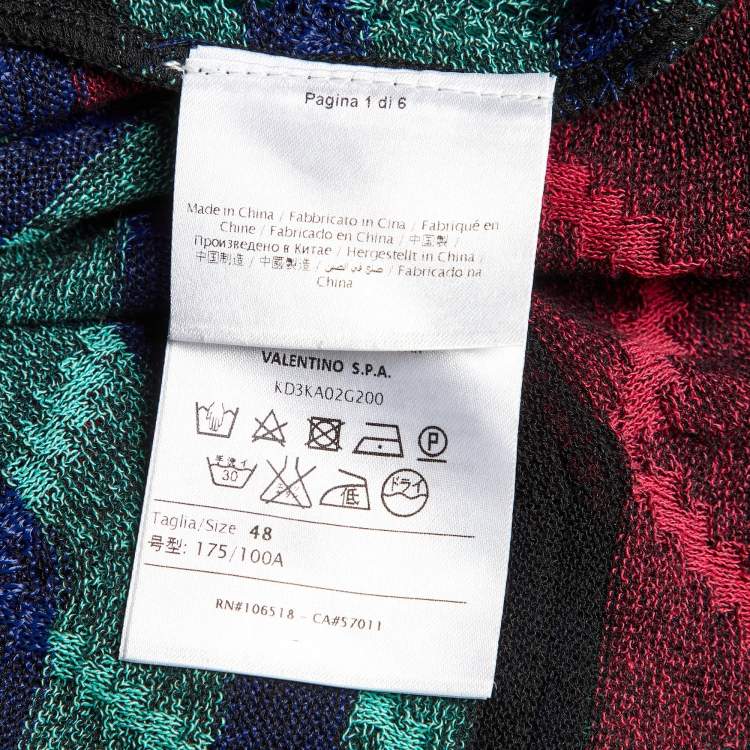 Pagina 1 di 6
Made in China / Fabbricato in Cina / Fabriqué en
Chine / Fabricado en China / 中国製 /
Произведено в Китае / Hergestellt in China /
中国制造 / 中國製造 / صنع في الصين / Fabricado na
China
VALENTINO S.P.A.
KD3KA02G200
P
手洗イ
30
低
ドライ
Taglia/Size 48
号型: 175/100A
RN#106518 - CA#57011